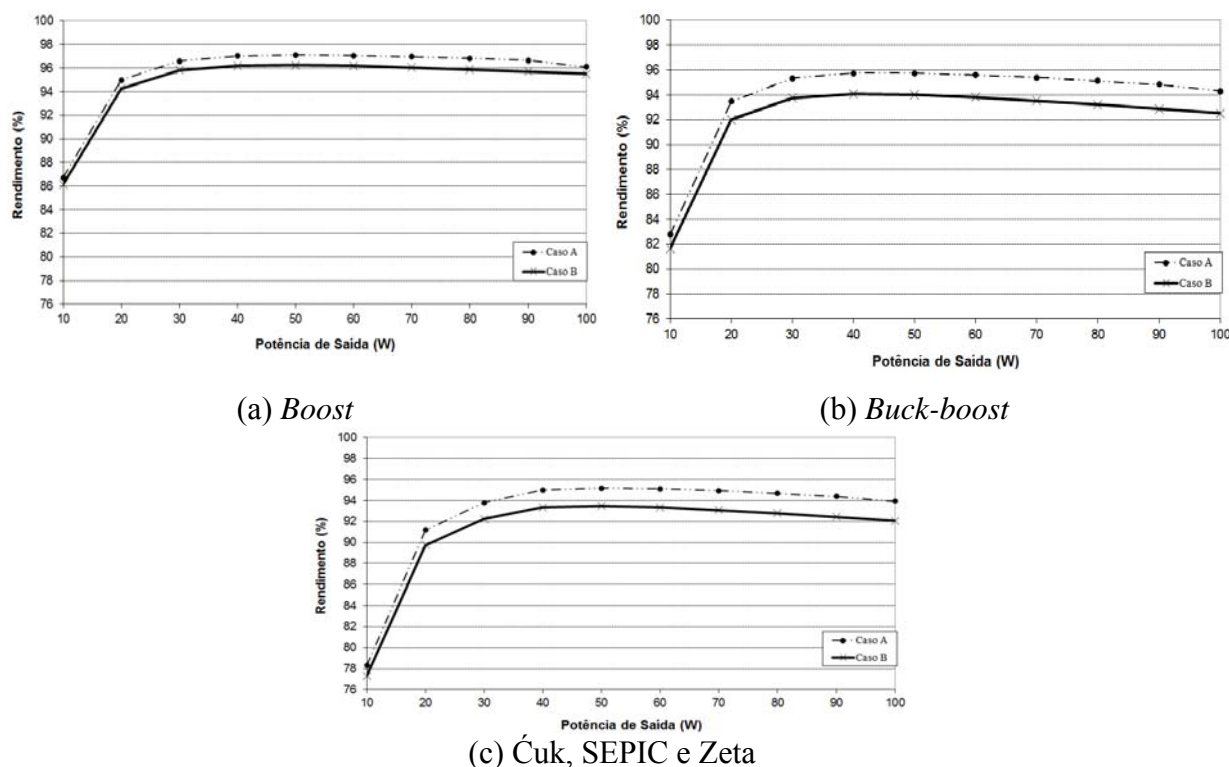 Rendimento (%)
100
98
96
94
92
90
88
86
84
82
80
78
76
Caso A
Caso B
10 20 30 40 50 60 70 80 90 100
Potência de Saída (W)
(a) Boost
Rendimento (%)
100
98
96
94
92
90
88
86
84
82
80
78
76
Caso A
Caso B
10 20 30 40 50 60 70 80 90 100
Potência de Saída (W)
(b) Buck-boost
Rendimento (%)
100
98
96
94
92
90
88
86
84
82
80
78
76
Caso A
Caso B
10 20 30 40 50 60 70 80 90 100
Potência de Saída (W)
(c) Ćuk, SEPIC e Zeta